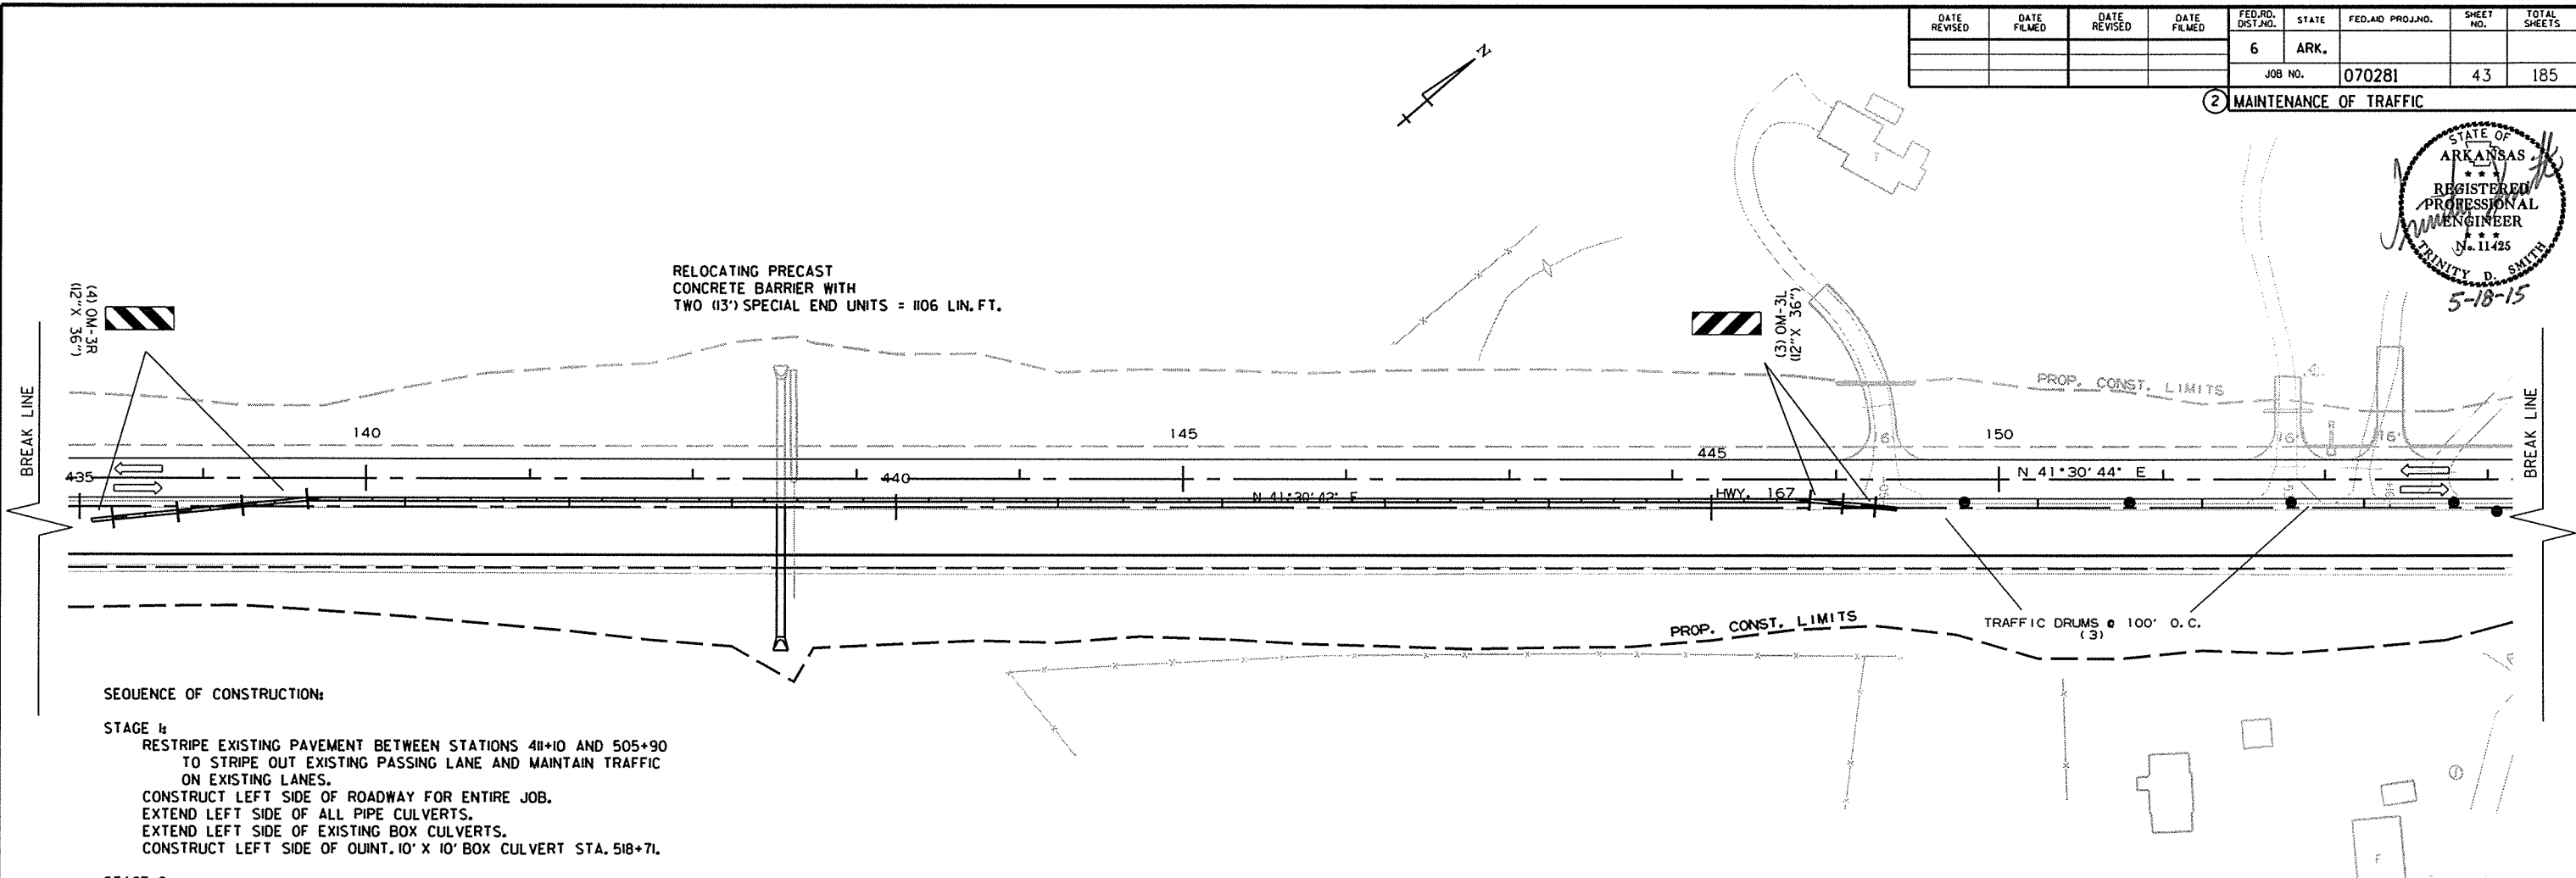 DATE REVISED
DATE FILMED
DATE REVISED
DATE FILMED
FED.RD. DIST.NO.
STATE
FED.AID PROJ.NO.
SHEET NO.
TOTAL SHEETS
6
ARK.
JOB NO.
070281
43
185
2 MAINTENANCE OF TRAFFIC
STATE OF
ARKANSAS
REGISTERED
PROFESSIONAL
ENGINEER
No. 11425
TRINITY D. SMITH
5-18-15
N
RELOCATING PRECAST
CONCRETE BARRIER WITH
TWO (13') SPECIAL END UNITS = 1106 LIN. FT.
(4) OM-3R
(12"X 36")
(3) OM-3L
(12"X 36")
T
PROP. CONST. LIMITS
BREAK LINE
BREAK LINE
140
145
150
16'
16'
16'
435
440
445
N 41°30'42" E
HWY. 167
N 41°30'44" E
PROP. CONST. LIMITS
TRAFFIC DRUMS @ 100' O.C.
(3)
SEQUENCE OF CONSTRUCTION:
STAGE 1:
RESTRIPE EXISTING PAVEMENT BETWEEN STATIONS 411+10 AND 505+90
TO STRIPE OUT EXISTING PASSING LANE AND MAINTAIN TRAFFIC
ON EXISTING LANES.
CONSTRUCT LEFT SIDE OF ROADWAY FOR ENTIRE JOB.
EXTEND LEFT SIDE OF ALL PIPE CULVERTS.
EXTEND LEFT SIDE OF EXISTING BOX CULVERTS.
CONSTRUCT LEFT SIDE OF QUINT. 10' X 10' BOX CULVERT STA. 518+71.
F